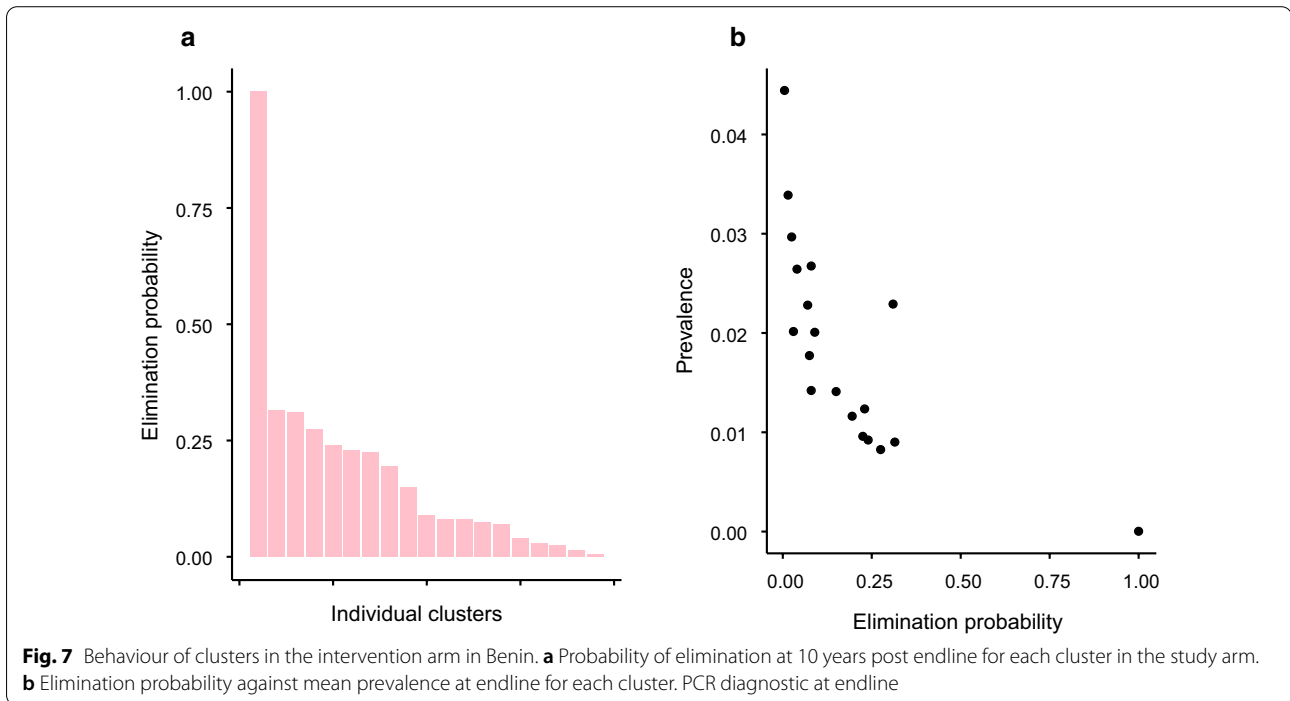 a
1.00
0.75
0.50
0.25
0.00
Elimination probability
Individual clusters
b
0.04
0.03
0.02
0.01
0.00
Prevalence
0.00 0.25 0.50 0.75 1.00
Elimination probability
Fig. 7 Behaviour of clusters in the intervention arm in Benin. a Probability of elimination at 10 years post endline for each cluster in the study arm.
b Elimination probability against mean prevalence at endline for each cluster. PCR diagnostic at endline